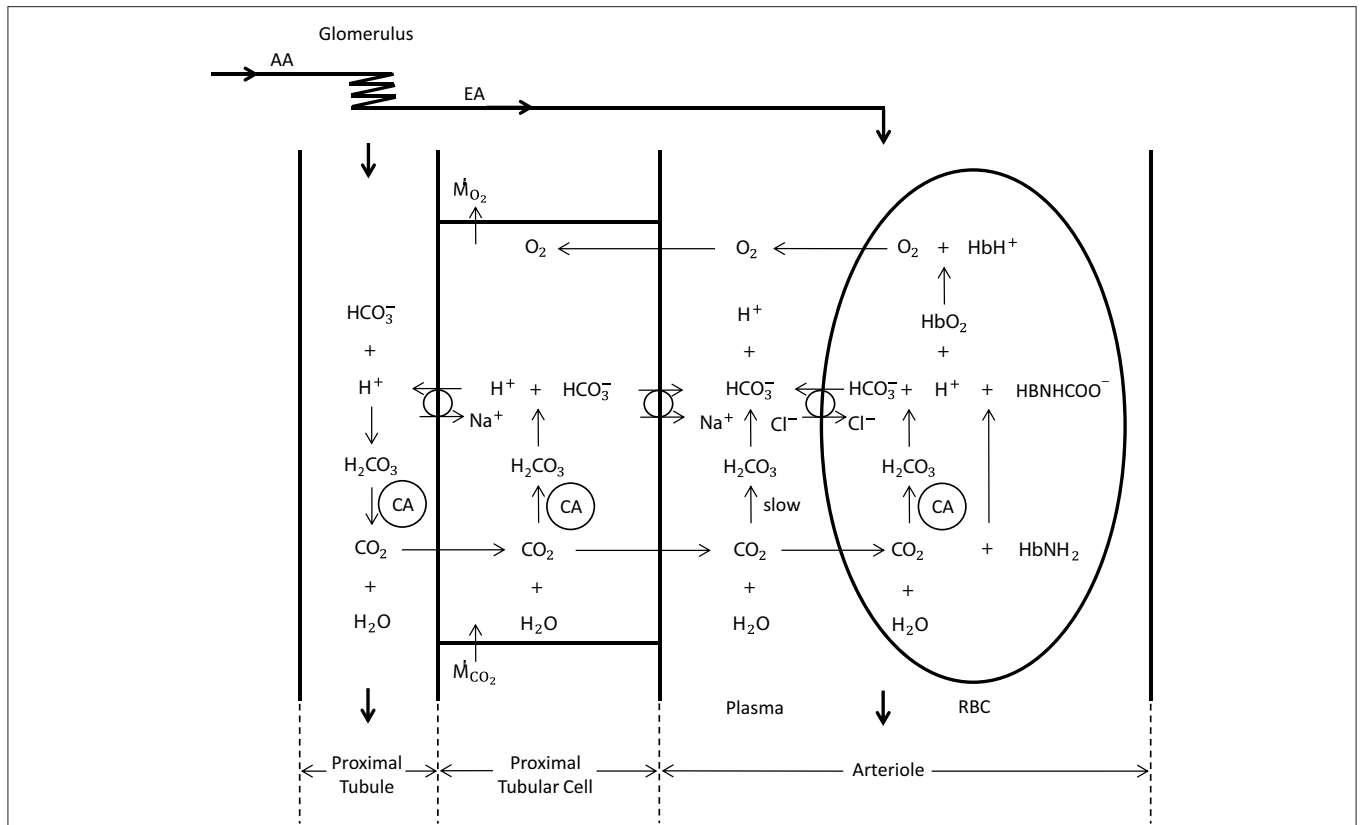 Glomerulus
AA
EA
ṀO₂
O₂ O₂ O₂ + HbH⁺
HCO₃⁻ H⁺ HbO₂
+ + +
H⁺ H⁺ + HCO₃⁻ HCO₃⁻ HCO₃⁻ + H⁺ + HBNHCOO⁻
Na⁺ Na⁺ Cl⁻ Cl⁻
H₂CO₃ H₂CO₃ H₂CO₃ H₂CO₃
CA CA slow CA
CO₂ CO₂ CO₂ CO₂ + HbNH₂
+ + + +
H₂O H₂O H₂O H₂O
ṀCO₂
Plasma RBC
Proximal
Tubule
Proximal
Tubular Cell
Arteriole